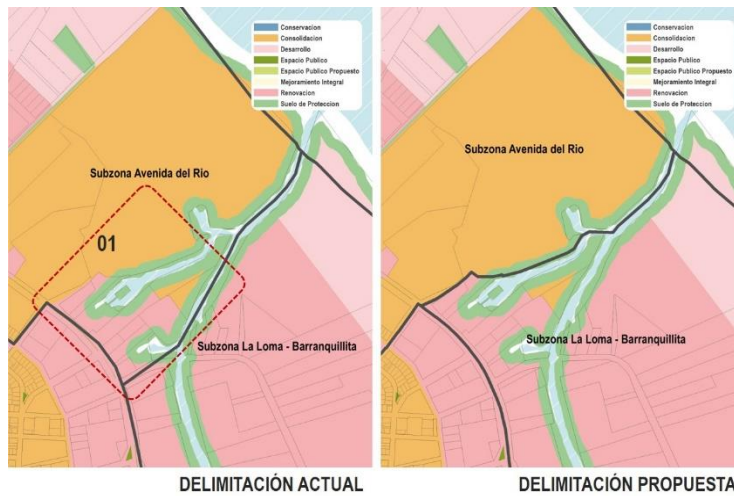 Conservacion
Consolidacion
Desarrollo
Espacio Publico
Espacio Publico Propuesto
Mejoramiento Integral
Renovacion
Suelo de Proteccion
Subzona Avenida del Rio
01
Subzona La Loma - Barranquillita
DELIMITACIÓN ACTUAL
Conservacion
Consolidacion
Desarrollo
Espacio Publico
Espacio Publico Propuesto
Mejoramiento Integral
Renovacion
Suelo de Proteccion
Subzona Avenida del Rio
Subzona La Loma - Barranquillita
DELIMITACIÓN PROPUESTA